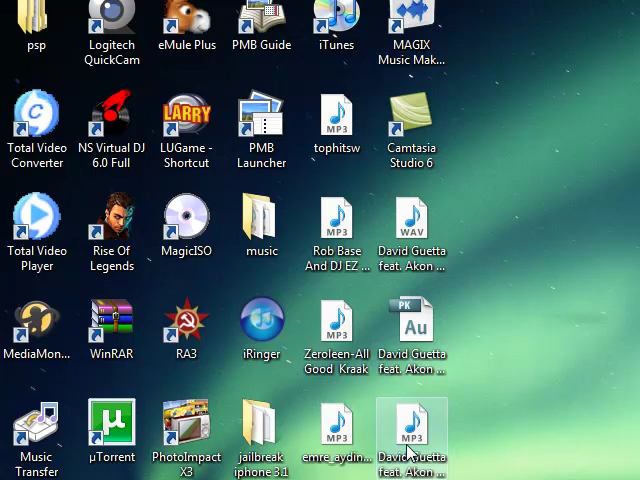 psp
Logitech
QuickCam
eMule Plus
PMB Guide
iTunes
MAGIX
Music Mak...
Total Video
Converter
NS Virtual DJ
6.0 Full
LARRY
LUGame -
Shortcut
PMB
Launcher
MP3
tophitsw
Camtasia
Studio 6
Total Video
Player
Rise Of
Legends
MagicISO
music
MP3
Rob Base
And DJ EZ ...
WAV
David Guetta
feat. Akon ...
MediaMon...
WinRAR
RA3
iRinger
Zeroleen-All
Good Kraak
MP3
PK
Au
David Guetta
feat. Akon ...
Music
Transfer
µ
µTorrent
PhotoImpact
X3
jailbreak
iphone 3.1
MP3
emre_aydin...
MP3
David Guetta
feat. Akon ...